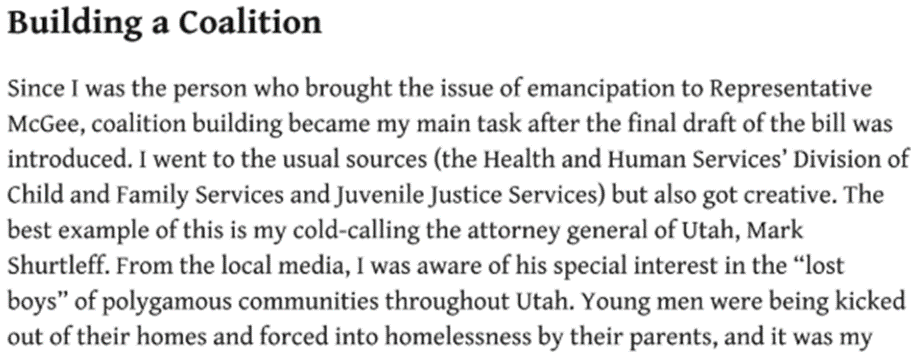 Building a Coalition
Since I was the person who brought the issue of emancipation to Representative
McGee, coalition building became my main task after the final draft of the bill was
introduced. I went to the usual sources (the Health and Human Services’ Division of
Child and Family Services and Juvenile Justice Services) but also got creative. The
best example of this is my cold-calling the attorney general of Utah, Mark
Shurtleff. From the local media, I was aware of his special interest in the “lost
boys” of polygamous communities throughout Utah. Young men were being kicked
out of their homes and forced into homelessness by their parents, and it was my